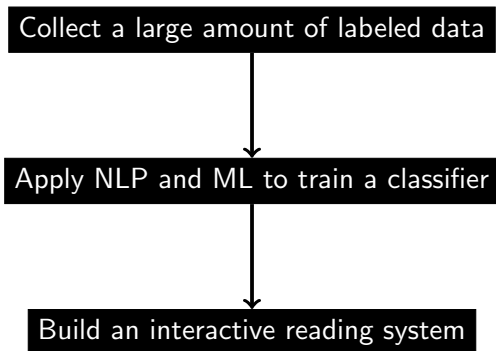 Collect a large amount of labeled data
Apply NLP and ML to train a classifier
Build an interactive reading system